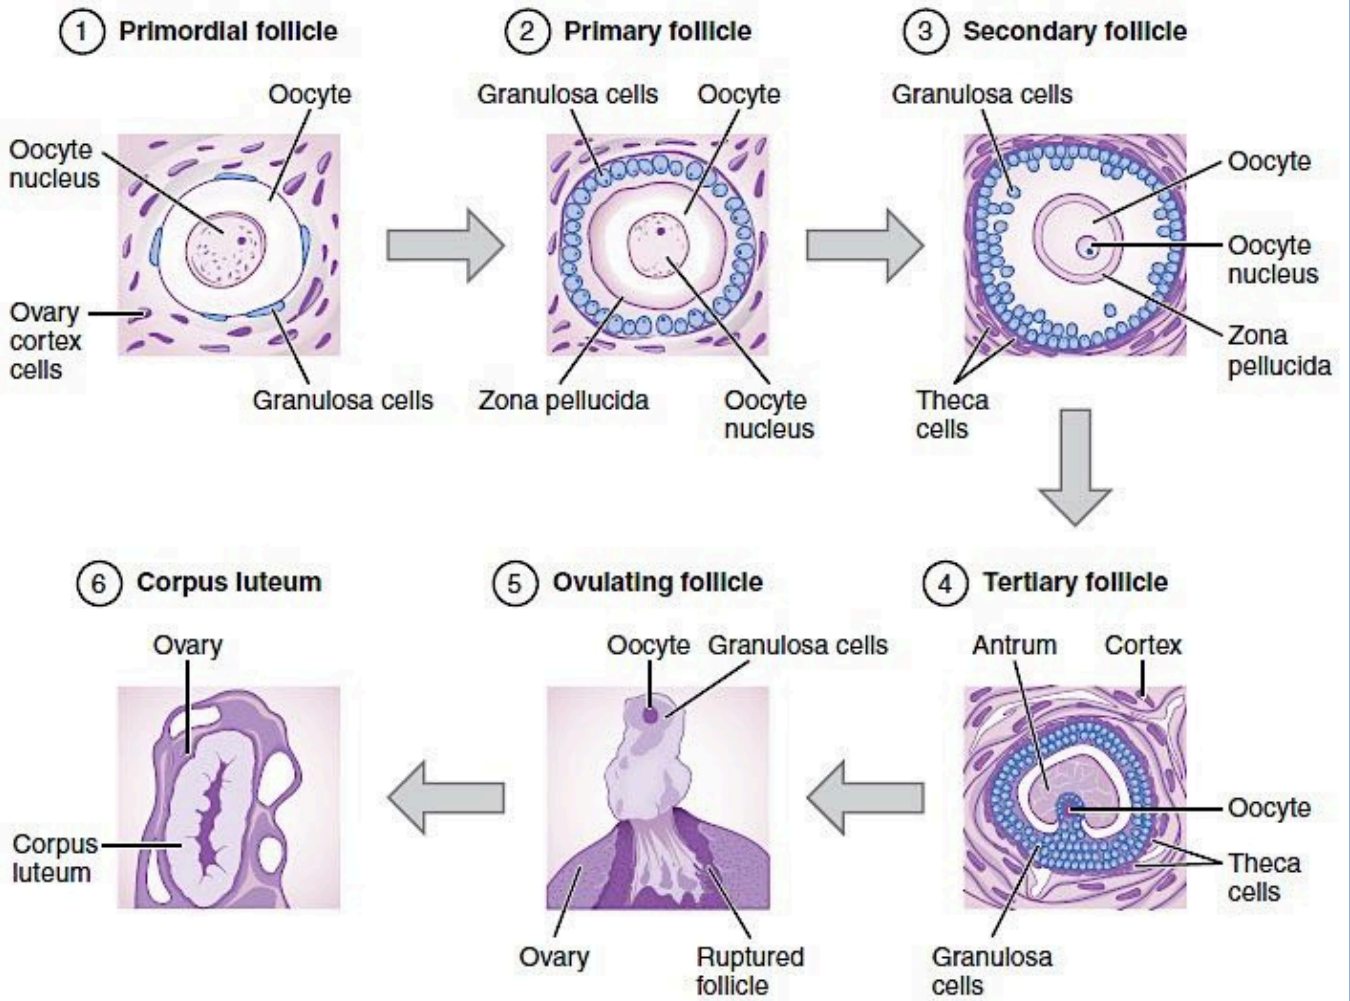 1 Primordial follicle
Oocyte
Oocyte
nucleus
Ovary
cortex
cells
Granulosa cells
2 Primary follicle
Granulosa cells
Oocyte
Zona pellucida
Oocyte
nucleus
3 Secondary follicle
Granulosa cells
Oocyte
Oocyte
nucleus
Zona
pellucida
Theca
cells
6 Corpus luteum
Ovary
Corpus
luteum
5 Ovulating follicle
Oocyte
Granulosa cells
Ovary
Ruptured
follicle
4 Tertiary follicle
Antrum
Cortex
Oocyte
Theca
cells
Granulosa
cells